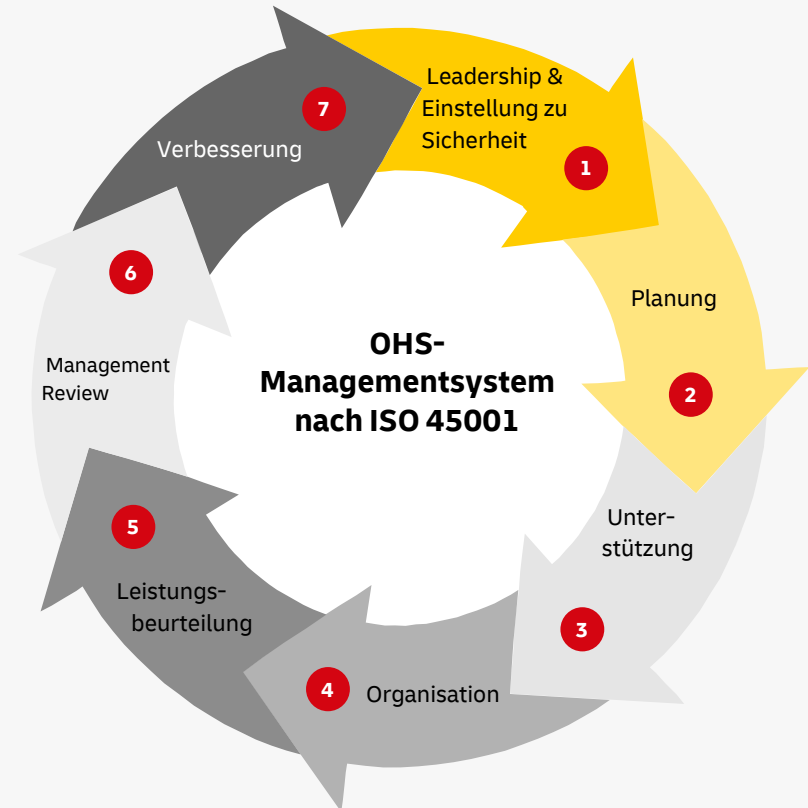 OHS-
Managementsystem
nach ISO 45001
1
Leadership &
Einstellung zu
Sicherheit
2
Planung
3
Unter-
stützung
4
Organisation
5
Leistungs-
beurteilung
6
Management
Review
7
Verbesserung